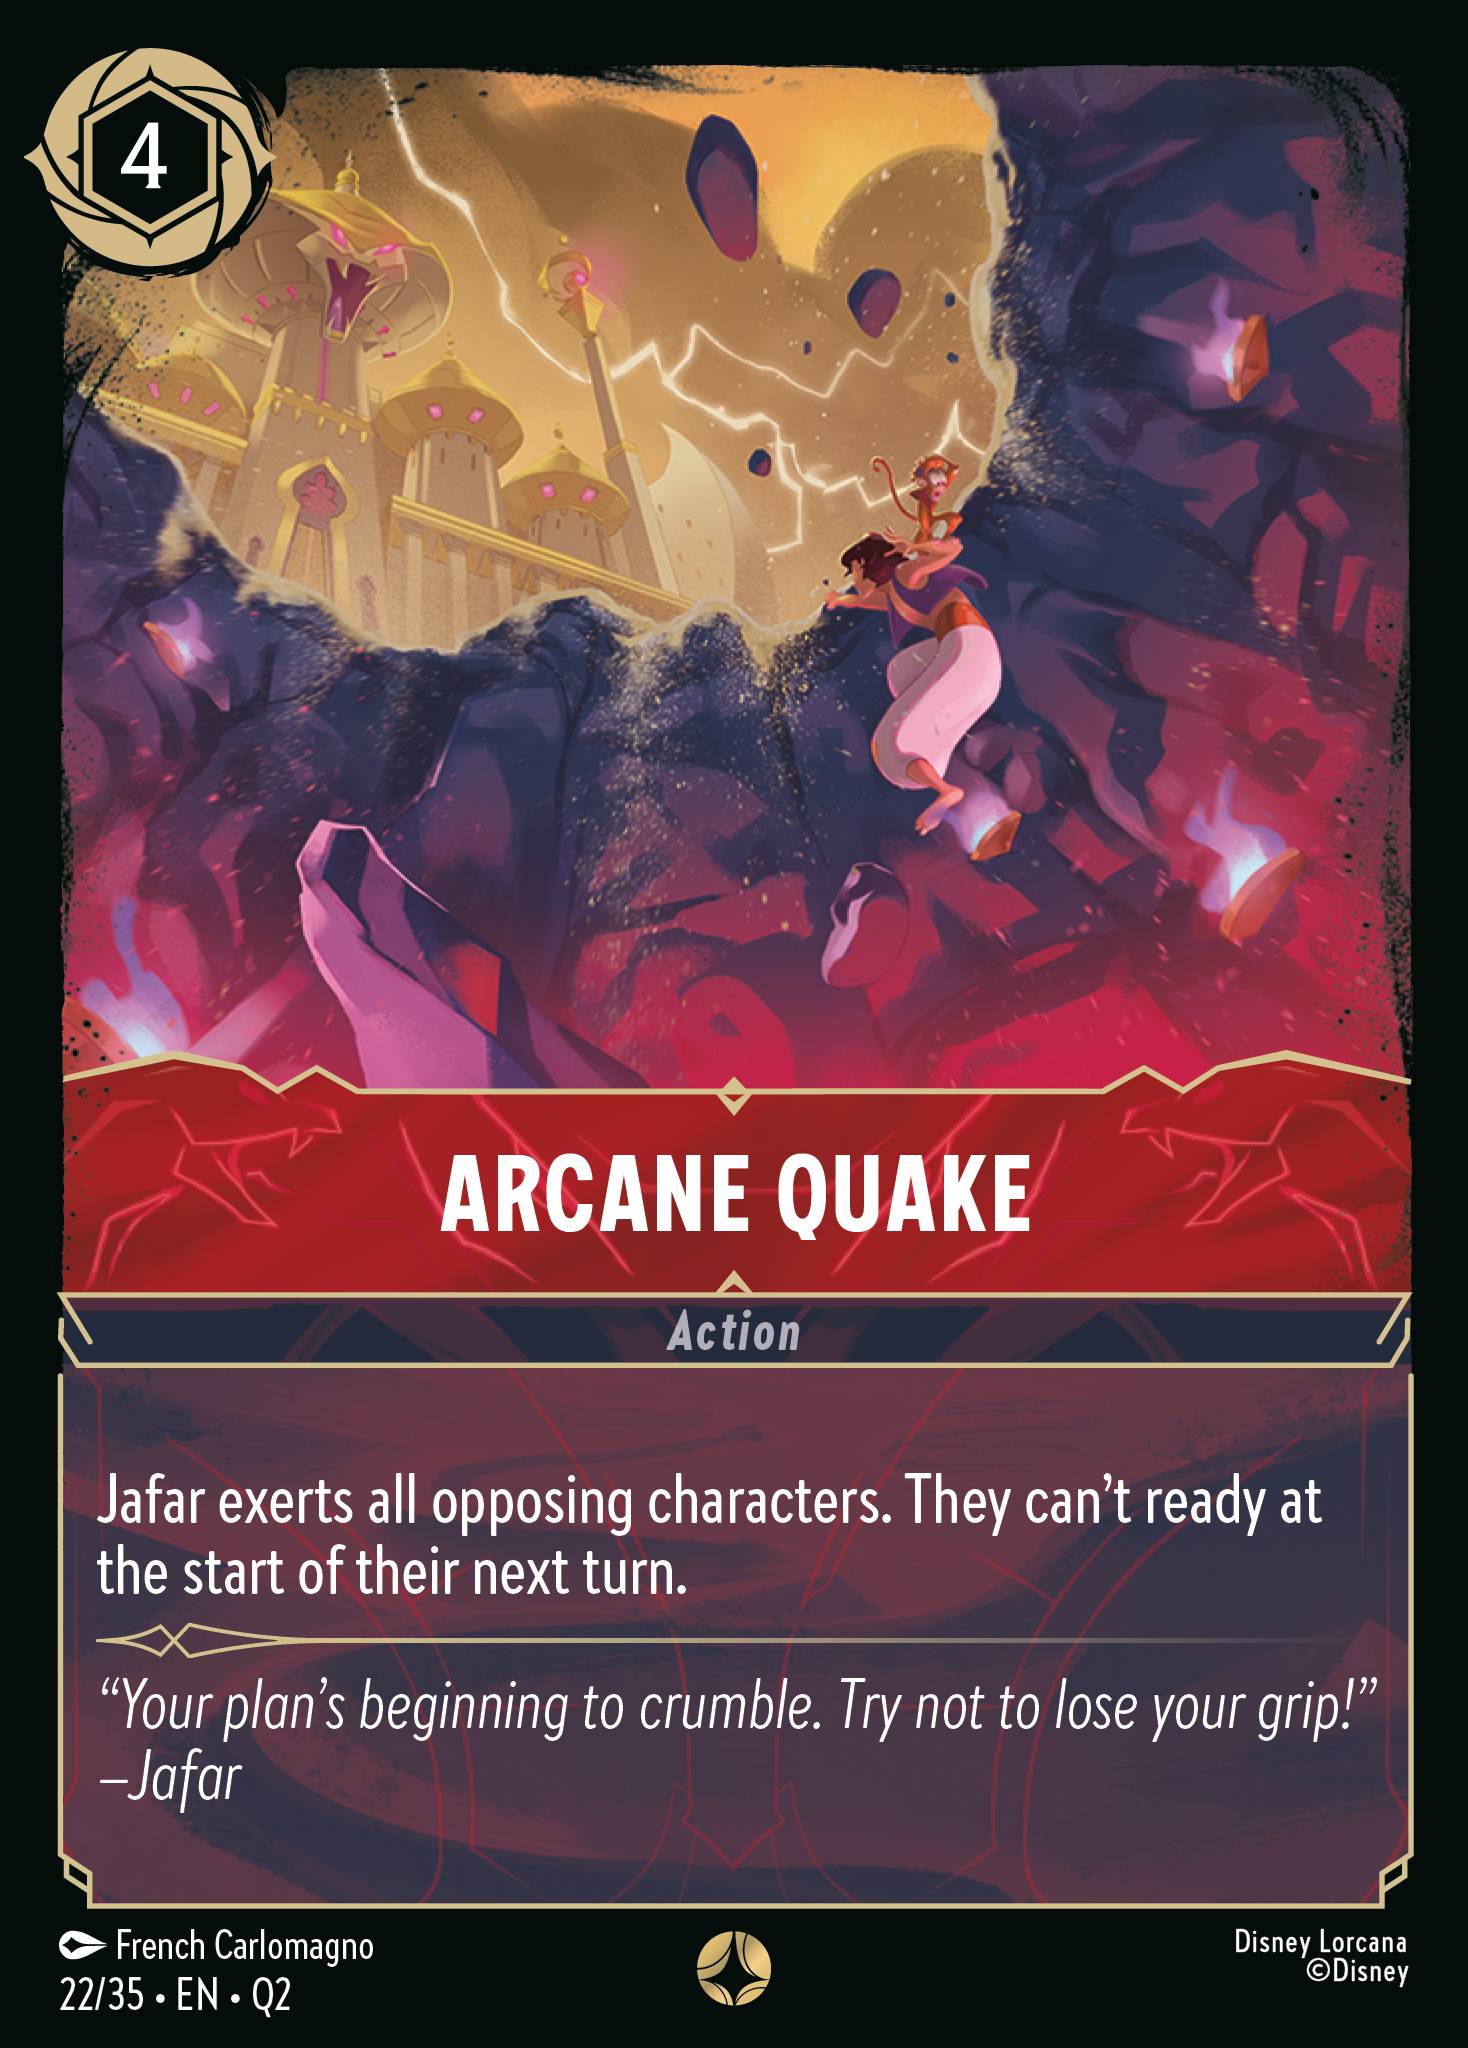 4
ARCANE QUAKE
Action
Jafar exerts all opposing characters. They can’t ready at
the start of their next turn.
“Your plan’s beginning to crumble. Try not to lose your grip!”
–Jafar
French Carlomagno
22/35 • EN • Q2
Disney Lorcana
©Disney